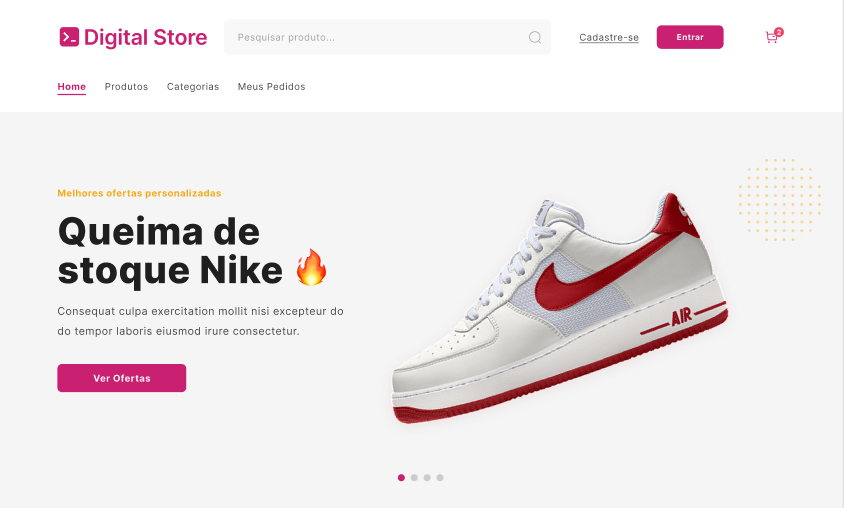 Digital Store
Pesquisar produto...
Cadastre-se
Entrar
2
Home
Produtos
Categorias
Meus Pedidos
Melhores ofertas personalizadas
Queima de
stoque Nike 🔥
Consequat culpa exercitation mollit nisi excepteur do
do tempor laboris eiusmod irure consectetur.
Ver Ofertas
AIR